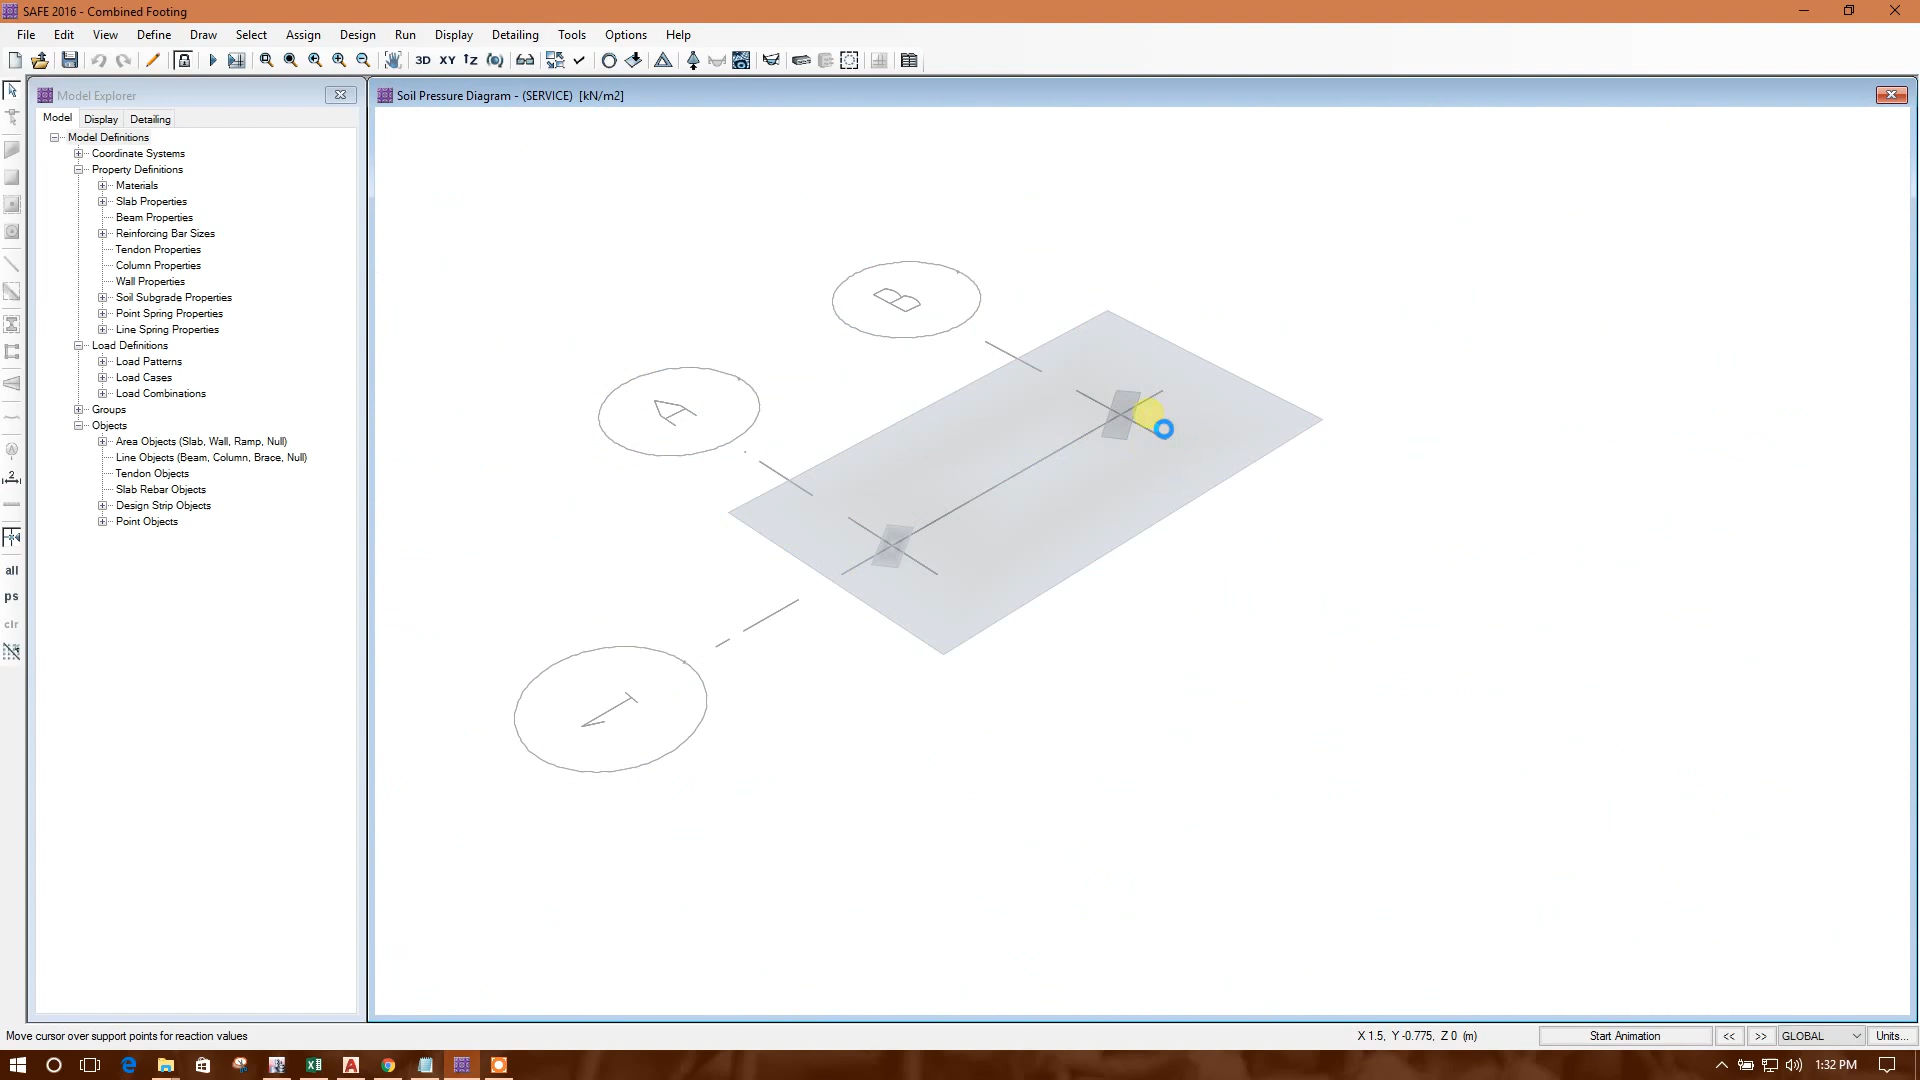 SAFE 2016 - Combined Footing
File Edit View Define Draw Select Assign Design Run Display Detailing Tools Options Help
3D XY
Model Explorer
Soil Pressure Diagram - (SERVICE) [kN/m2]
Model Display Detailing
Model Definitions
Coordinate Systems
Property Definitions
Materials
Slab Properties
Beam Properties
Reinforcing Bar Sizes
Tendon Properties
Column Properties
Wall Properties
Soil Subgrade Properties
Point Spring Properties
Line Spring Properties
Load Definitions
Load Patterns
Load Cases
Load Combinations
Groups
Objects
Area Objects (Slab, Wall, Ramp, Null)
Line Objects (Beam, Column, Brace, Null)
Tendon Objects
Slab Rebar Objects
Design Strip Objects
Point Objects
all
ps
clr
B
A
1
Move cursor over support points for reaction values
X 1.5, Y -0.775, Z 0 (m)
Start Animation
<<
>>
GLOBAL
Units...
1:32 PM